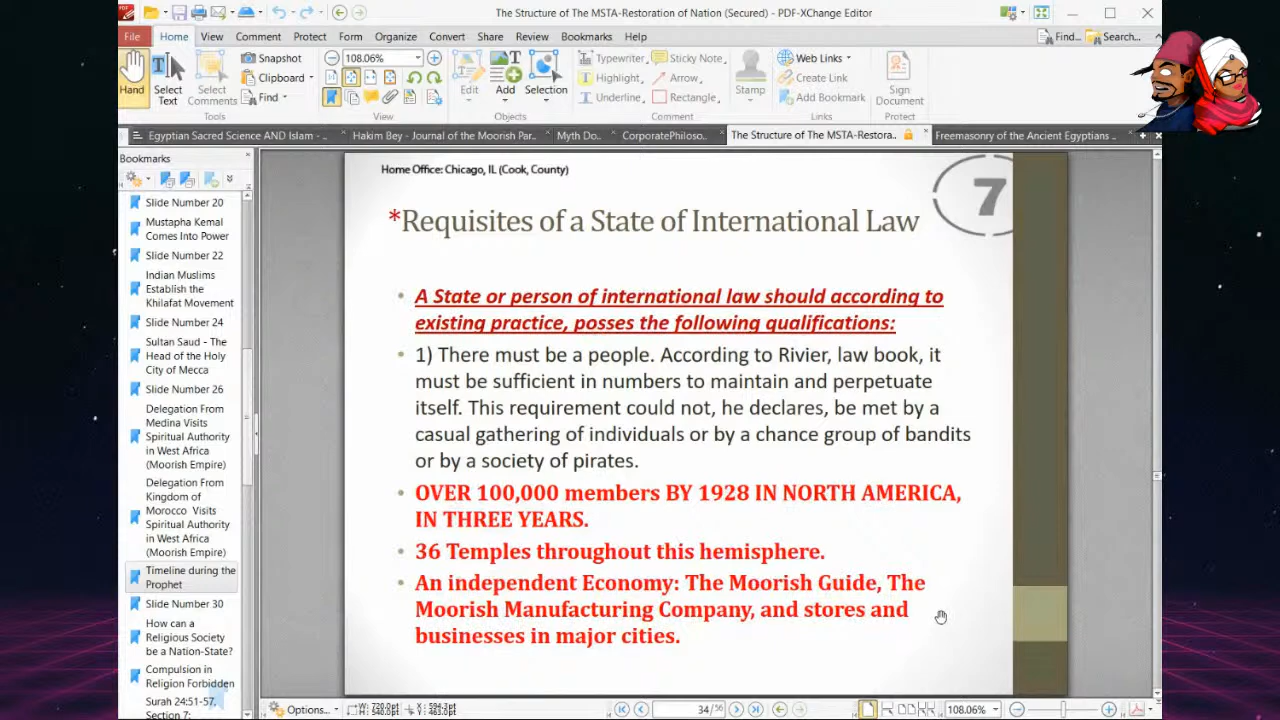 The Structure of The MSTA-Restoration of Nation (Secured) - PDF-XChange Editor
File Home View Comment Protect Form Organize Convert Share Review Bookmarks Help Find... Search...
Hand
Select Text
Select Comments
Snapshot
Clipboard
Find
Tools
108.06%
View
Edit
Add
Selection
Objects
Typewriter
Highlight
Underline
Sticky Note
Arrow
Rectangle
Stamp
Comment
Web Links
Create Link
Add Bookmark
Links
Sign Document
Protect
Egyptian Sacred Science AND Islam - ...
Hakim Bey - Journal of the Moorish Par...
Myth Do...
CorporatePhiloso...
The Structure of The MSTA-Restora...
Freemasonry of the Ancient Egyptians ...
Bookmarks
Slide Number 20
Mustapha Kemal
Comes Into Power
Slide Number 22
Indian Muslims
Establish the
Khilafat Movement
Slide Number 24
Sultan Saud - The
Head of the Holy
City of Mecca
Slide Number 26
Delegation From
Medina Visits
Spiritual Authority
in West Africa
(Moorish Empire)
Delegation From
Kingdom of
Morocco Visits
Spiritual Authority
in West Africa
(Moorish Empire)
Timeline during the
Prophet
Slide Number 30
How can a
Religious Society
be a Nation-State?
Compulsion in
Religion Forbidden
Surah 24:51-57,
Section 7:
Home Office: Chicago, IL (Cook, County)
7
*Requisites of a State of International Law
• A State or person of international law should according to
existing practice, posses the following qualifications:
• 1) There must be a people. According to Rivier, law book, it
must be sufficient in numbers to maintain and perpetuate
itself. This requirement could not, he declares, be met by a
casual gathering of individuals or by a chance group of bandits
or by a society of pirates.
• OVER 100,000 members BY 1928 IN NORTH AMERICA,
IN THREE YEARS.
• 36 Temples throughout this hemisphere.
• An independent Economy: The Moorish Guide, The
Moorish Manufacturing Company, and stores and
businesses in major cities.
Options...
34/56
108.06%